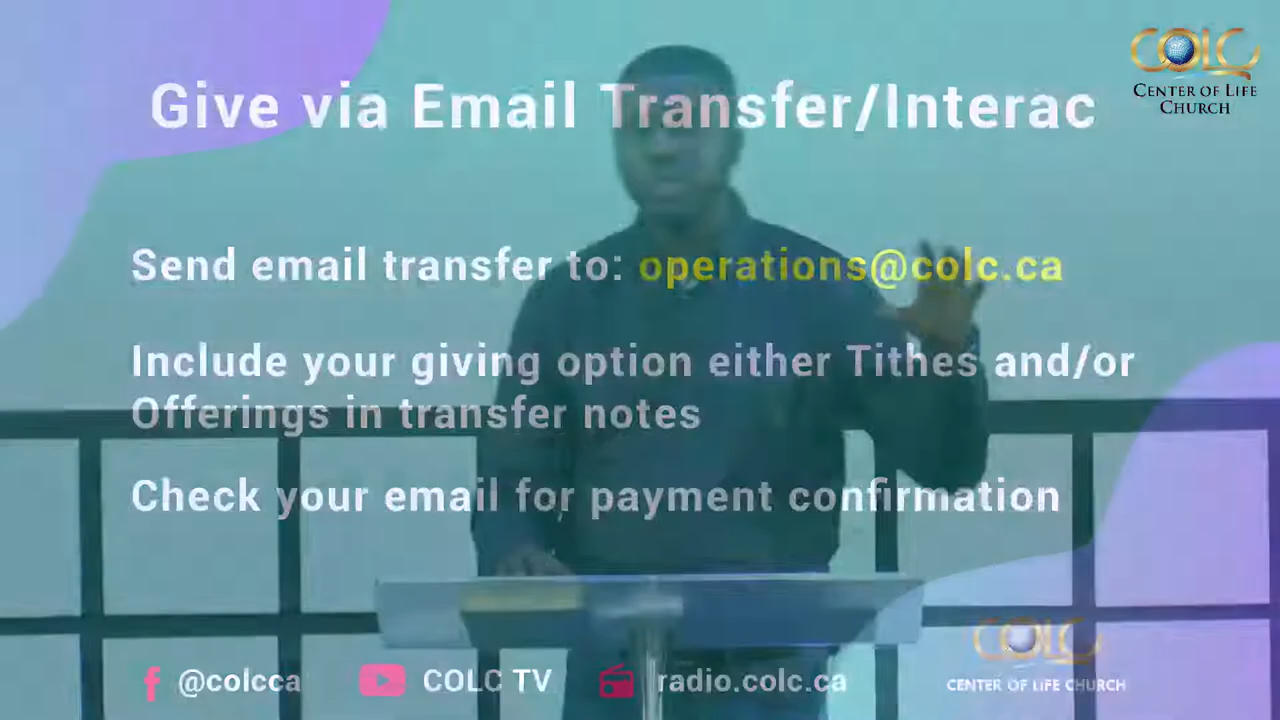 COLC
CENTER OF LIFE
CHURCH
Give via Email Transfer/Interac
Send email transfer to: operations@colc.ca
Include your giving option either Tithes and/or
Offerings in transfer notes
Check your email for payment confirmation
@colcca
COLC TV
radio.colc.ca
COLC
CENTER OF LIFE CHURCH